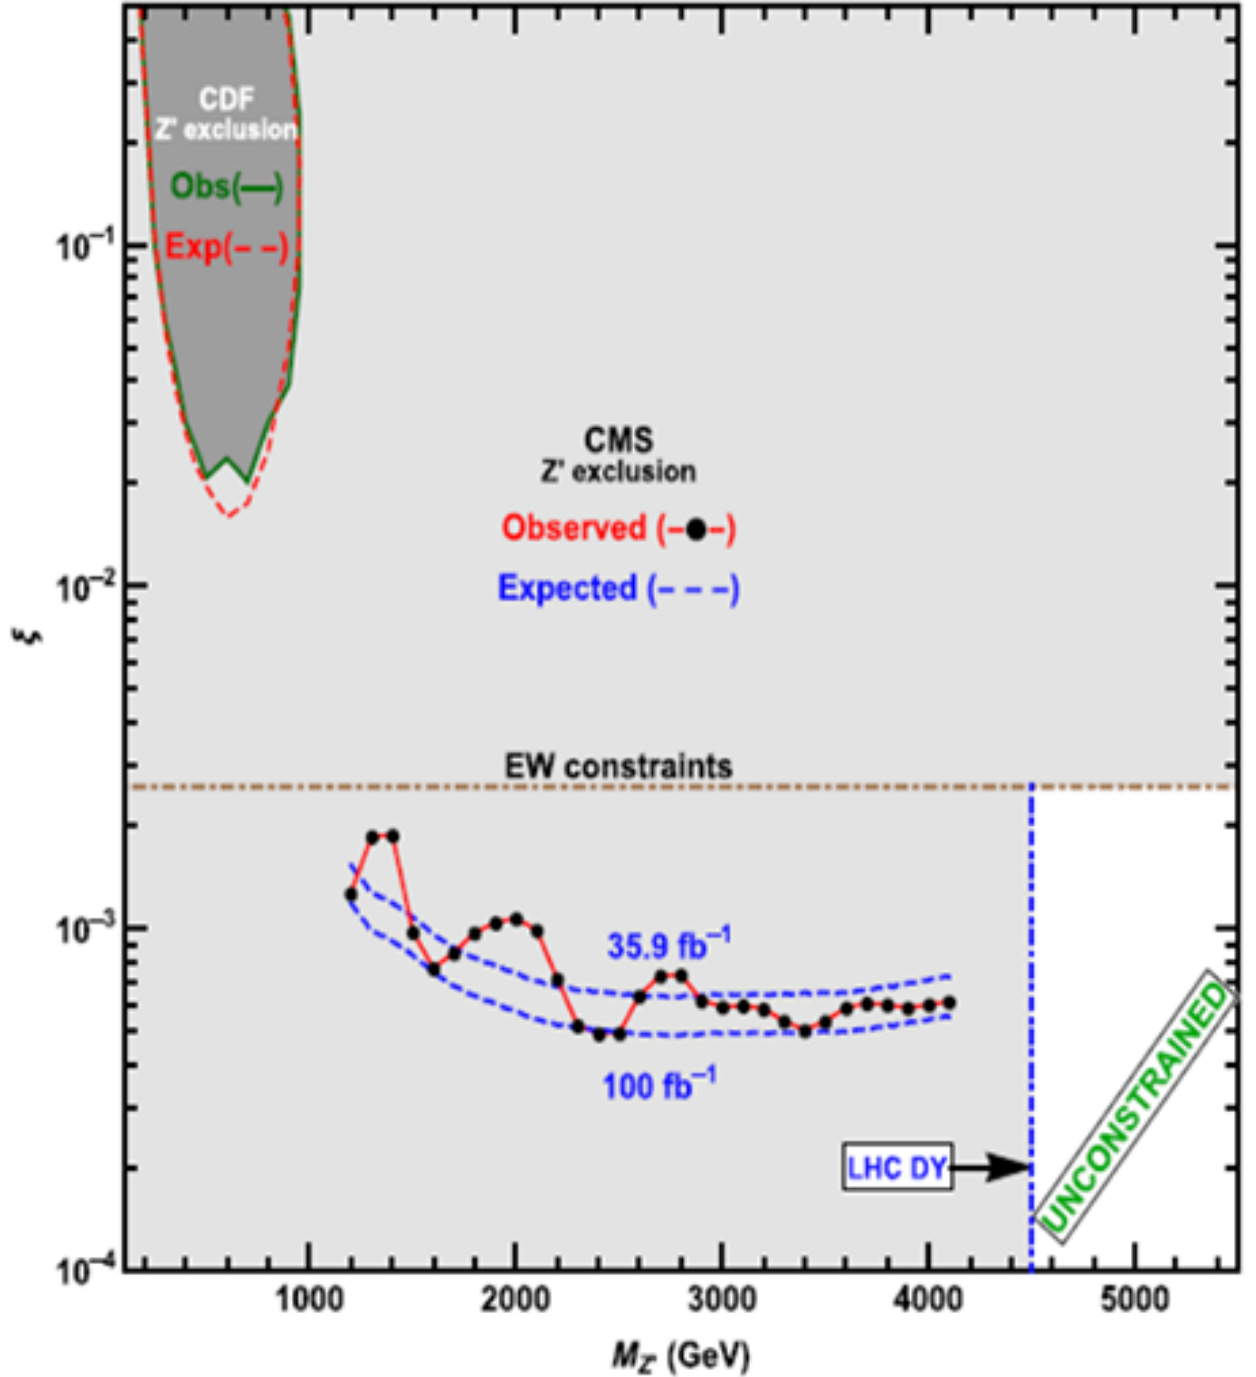 CDF
Z' exclusion
Obs(—)
Exp(– –)
10⁻¹
CMS
Z' exclusion
Observed (–●–)
Expected (– – –)
10⁻²
ξ
EW constraints
10⁻³
35.9 fb⁻¹
100 fb⁻¹
LHC DY
UNCONSTRAINED
10⁻⁴
1000 2000 3000 4000 5000
M_Z' (GeV)